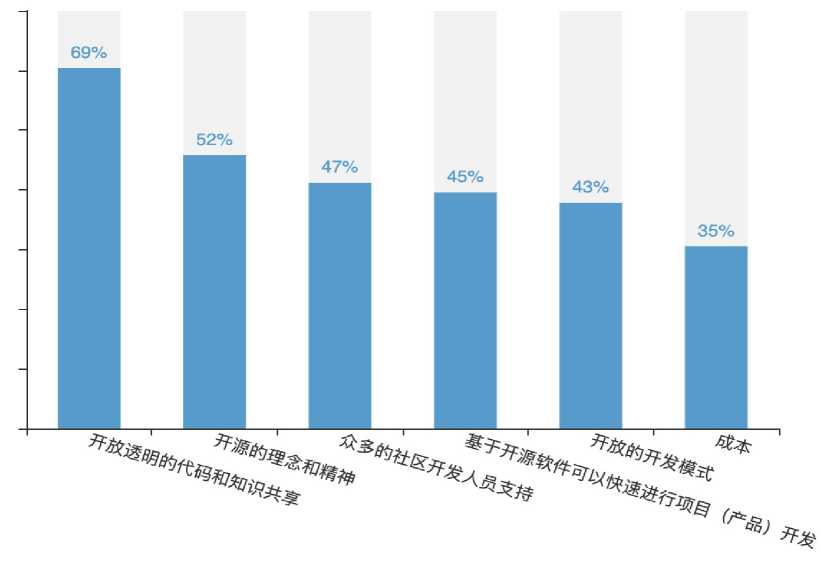 69%
52%
47%
45%
43%
35%
开放透明的代码和知识共享
开源的理念和精神
众多的社区开发人员支持
基于开源软件可以快速进行项目（产品）开发
开放的开发模式
成本